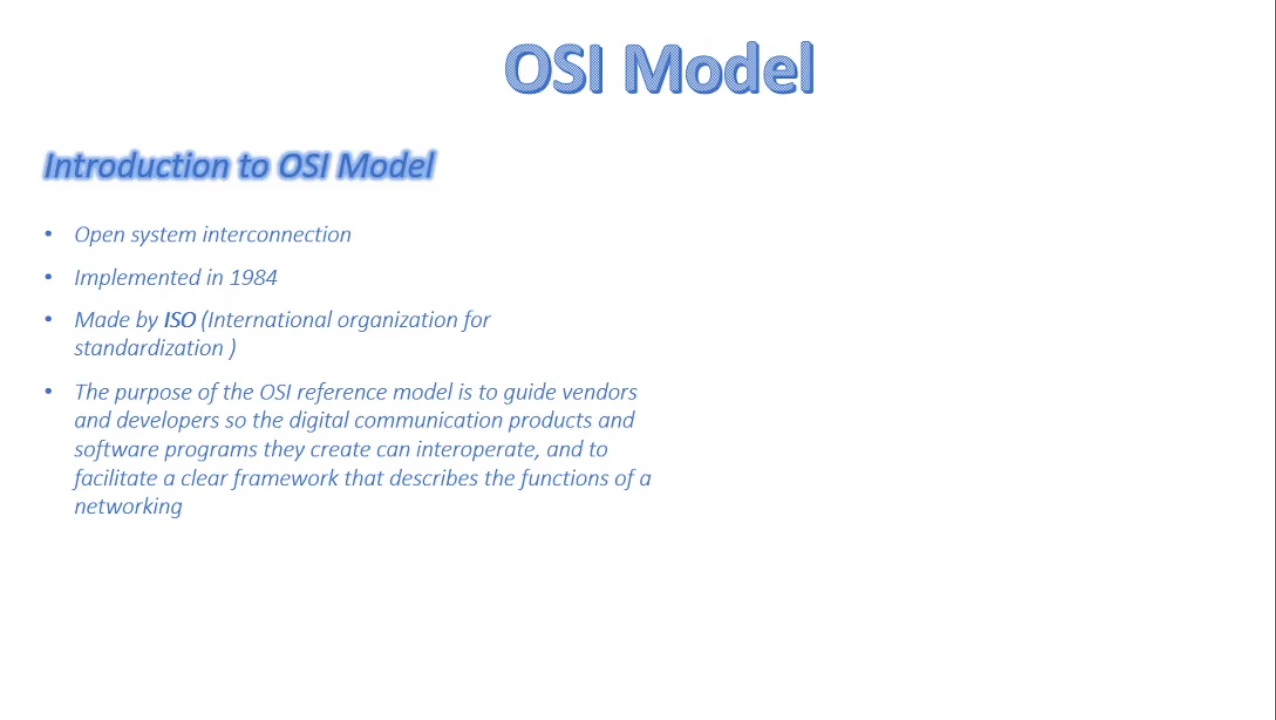 OSI Model
Introduction to OSI Model
• Open system interconnection
• Implemented in 1984
• Made by ISO (International organization for
standardization )
• The purpose of the OSI reference model is to guide vendors
and developers so the digital communication products and
software programs they create can interoperate, and to
facilitate a clear framework that describes the functions of a
networking